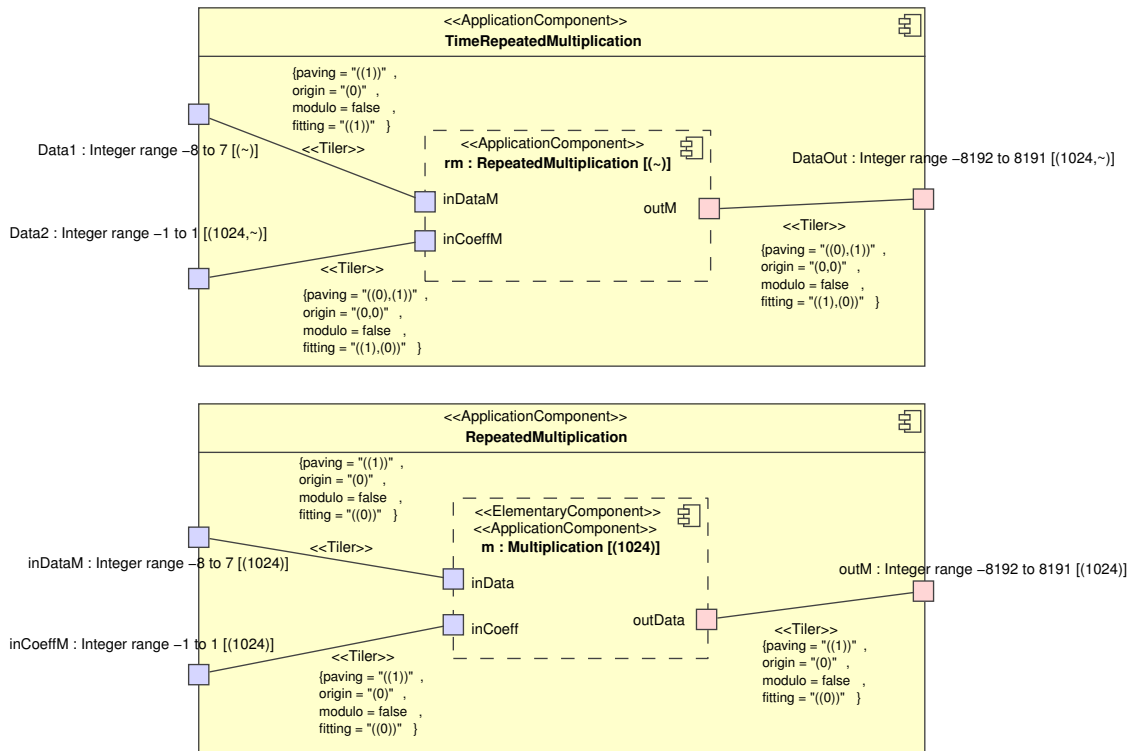 <<ApplicationComponent>>
TimeRepeatedMultiplication
{paving = "((1))" ,
origin = "(0)" ,
modulo = false ,
fitting = "((1))" }
Data1 : Integer range −8 to 7 [(~)]
<<Tiler>>
<<ApplicationComponent>>
rm : RepeatedMultiplication [(~)]
DataOut : Integer range −8192 to 8191 [(1024,~)]
inDataM
outM
Data2 : Integer range −1 to 1 [(1024,~)]
inCoeffM
<<Tiler>>
{paving = "((0),(1))" ,
origin = "(0,0)" ,
modulo = false ,
fitting = "((1),(0))" }
<<Tiler>>
{paving = "((0),(1))" ,
origin = "(0,0)" ,
modulo = false ,
fitting = "((1),(0))" }
<<ApplicationComponent>>
RepeatedMultiplication
{paving = "((1))" ,
origin = "(0)" ,
modulo = false ,
fitting = "((0))" }
<<Tiler>>
<<ElementaryComponent>>
<<ApplicationComponent>>
m : Multiplication [(1024)]
inDataM : Integer range −8 to 7 [(1024)]
outM : Integer range −8192 to 8191 [(1024)]
inData
inCoeff
outData
inCoeffM : Integer range −1 to 1 [(1024)]
<<Tiler>>
{paving = "((1))" ,
origin = "(0)" ,
modulo = false ,
fitting = "((0))" }
<<Tiler>>
{paving = "((1))" ,
origin = "(0)" ,
modulo = false ,
fitting = "((0))" }